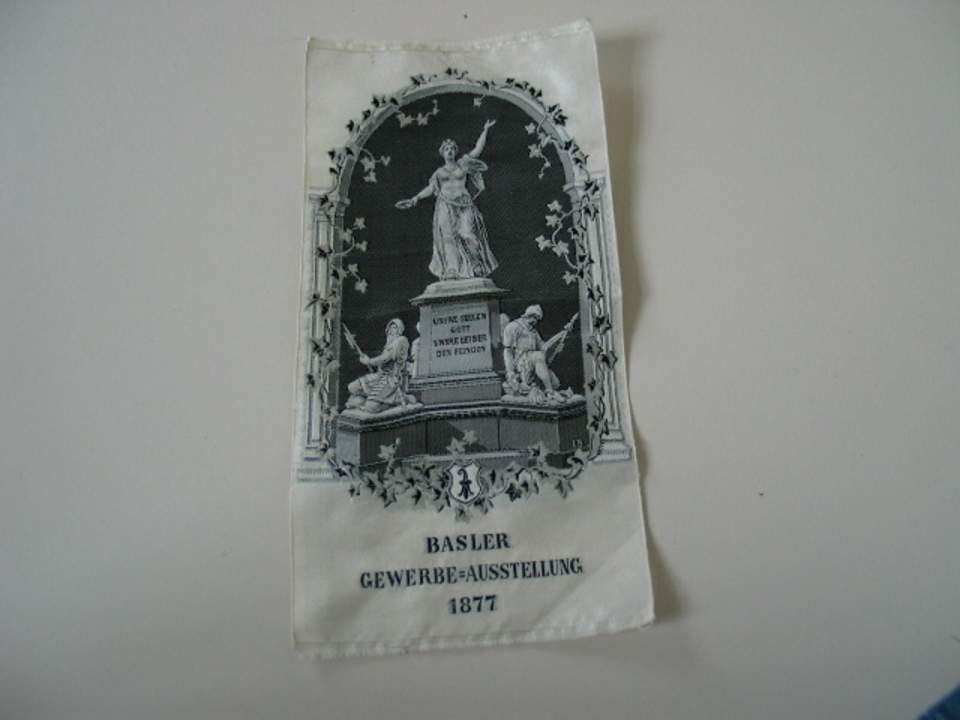 UNSRE SEELEN
GOTT
UNSRE LEIBER
DEN FEINDEN
BASLER
GEWERBE=AUSSTELLUNG
1877